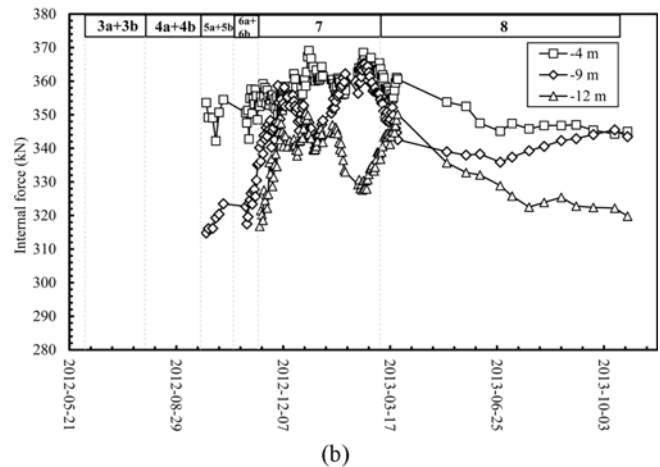 3a+3b 4a+4b 5a+5b 6a+ 7 8
6b
380
370
360
350
340
330
320
310
300
290
280
Internal force (kN)
-4 m
-9 m
-12 m
2012-05-21
2012-08-29
2012-12-07
2013-03-17
2013-06-25
2013-10-03
(b)